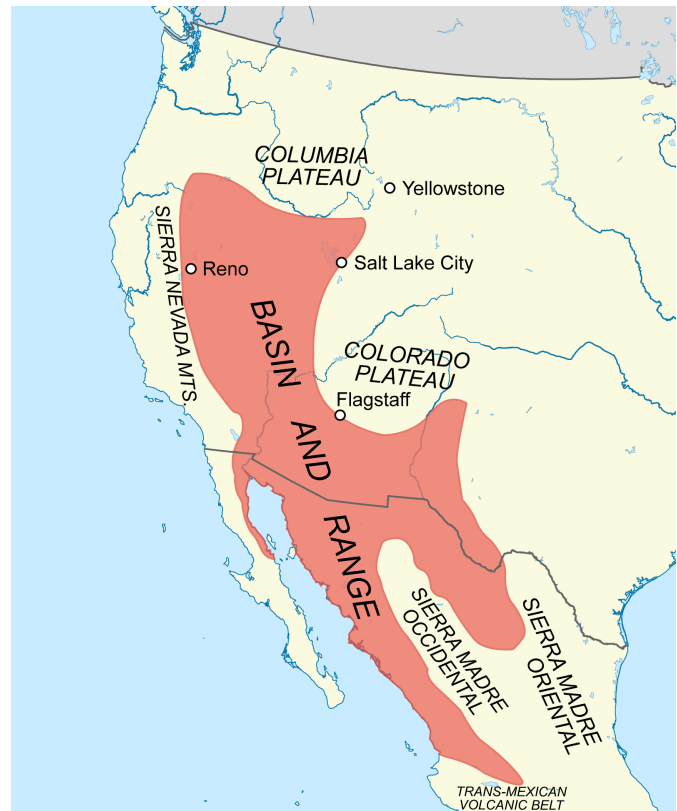 COLUMBIA
PLATEAU
Yellowstone
SIERRA NEVADA MTS.
Reno
Salt Lake City
BASIN AND RANGE
COLORADO
PLATEAU
Flagstaff
SIERRA MADRE
OCCIDENTAL
SIERRA MADRE
ORIENTAL
TRANS-MEXICAN
VOLCANIC BELT